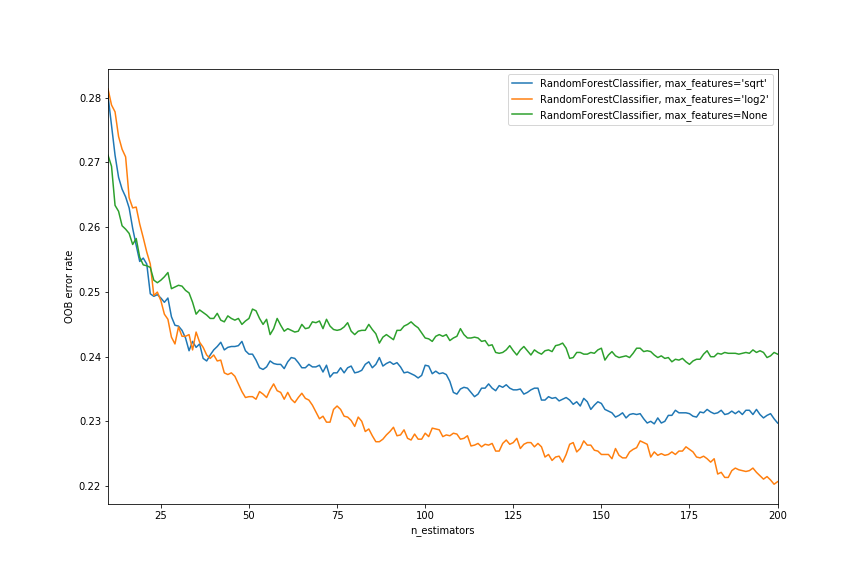 RandomForestClassifier, max_features='sqrt'
RandomForestClassifier, max_features='log2'
RandomForestClassifier, max_features=None
0.28
0.27
0.26
0.25
0.24
0.23
0.22
OOB error rate
25 50 75 100 125 150 175 200
n_estimators